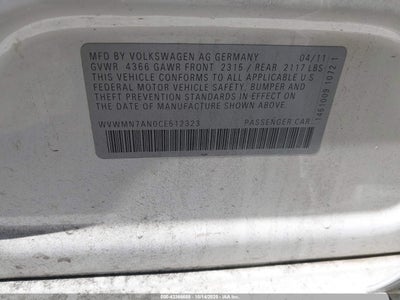 MFD BY VOLKSWAGEN AG GERMANY 04/11
GVWR 4366 GAWR FRONT 2315 / REAR 2117 LBS.
THIS VEHICLE CONFORMS TO ALL APPLICABLE U.S.
FEDERAL MOTOR VEHICLE SAFETY, BUMPER AND
THEFT PREVENTION STANDARDS IN EFFECT ON THE
DATE OF MANUFACTURE SHOWN ABOVE.
WVWMN7AN0CE512323 PASSENGER CAR